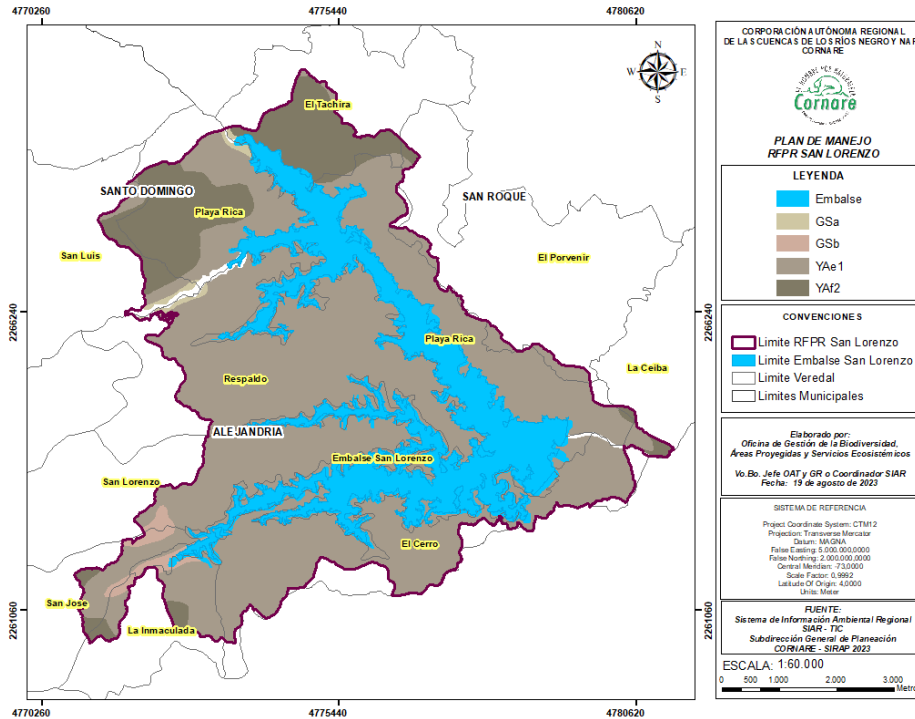 4770260
4775440
4780620
2266240
2261060
266240
2261060
N
W
E
S
El Tachira
SANTO DOMINGO
Playa Rica
SAN ROQUE
San Luis
El Porvenir
Playa Rica
La Ceiba
Respaldo
ALEJANDRIA
Embalse San Lorenzo
San Lorenzo
El Cerro
San Jose
La Inmaculada
CORPORACIÓN AUTÓNOMA REGIONAL
DE LAS CUENCAS DE LOS RÍOS NEGRO Y NAR
CORNARE
Cornare
PLAN DE MANEJO
RFPR SAN LORENZO
LEYENDA
Embalse
GSa
GSb
YAe1
YAf2
CONVENCIONES
Limite RFPR San Lorenzo
Limite Embalse San Lorenzo
Limite Veredal
Limites Municipales
Elaborado por:
Oficina de Gestión de la Biodiversidad,
Áreas Proyegidas y Servicios Ecosistémicos
Vo.Bo. Jefe OAT y GR o Coordinador SIAR
Fecha: 19 de agosto de 2023
SISTEMA DE REFERENCIA
Project Coordinate System: CTM12
Projection: Transverse Mercator
Datum: MAGNA
False Easting: 5.000.000,0000
False Northing: 2.000.000,0000
Central Meridian: -73,0000
Scale Factor: 0,9992
Latitude Of Origin: 4,0000
Units: Meter
FUENTE:
Sistema de Información Ambiental Regional
SIAR - TIC
Subdirección General de Planeación
CORNARE - SIRAP 2023
ESCALA: 1:60.000
0 500 1.000 2.000 3.000
Metro